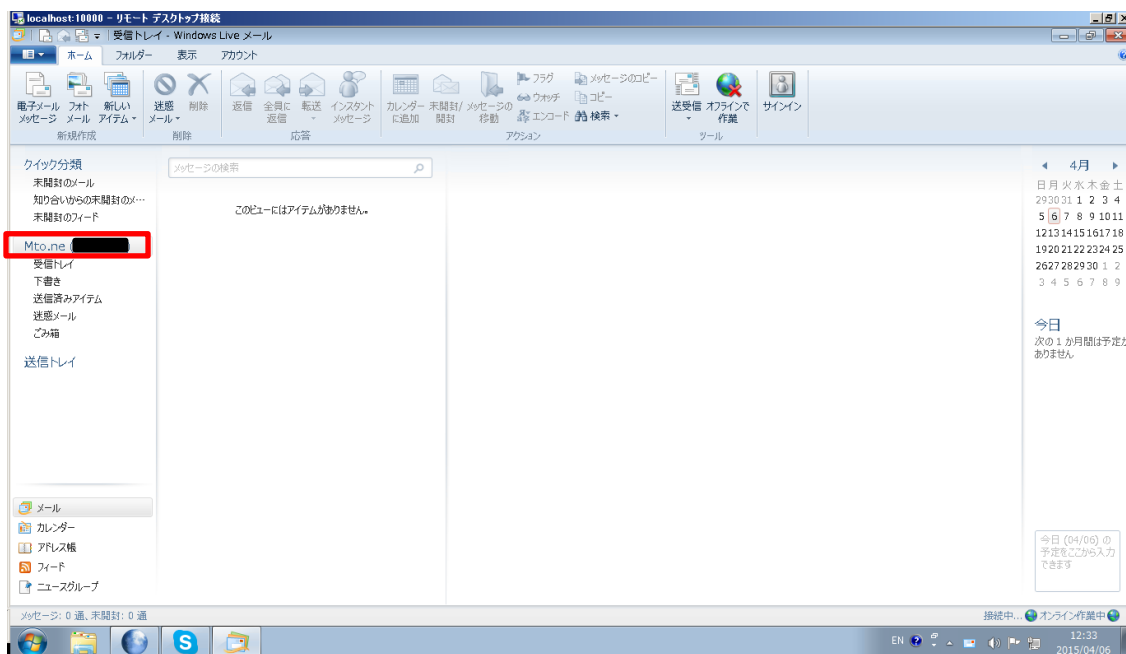 localhost:10000 - リモート デスクトップ接続
受信トレイ - Windows Live メール
ホーム フォルダー 表示 アカウント
電子メール メッセージ
フォト メール
新しい アイテム
迷惑 メール
削除
返信
全員に 返信
転送
インスタント メッセージ
カレンダー に追加
未開封/ 開封
メッセージの 移動
フラグ
ウォッチ
エンコード
メッセージのコピー
コピー
検索
送受信
オフラインで 作業
サインイン
新規作成 削除 応答 アクション ツール
クイック分類
未開封のメール
知り合いからの未開封のメ…
未開封のフィード
Mto.ne (
受信トレイ
下書き
送信済みアイテム
迷惑メール
ごみ箱
送信トレイ
メール
カレンダー
アドレス帳
フィード
ニュースグループ
メッセージの検索
このビューにはアイテムがありません。
4月
日 月 火 水 木 金 土
29 30 31 1 2 3 4
5 6 7 8 9 10 11
12 13 14 15 16 17 18
19 20 21 22 23 24 25
26 27 28 29 30 1 2
3 4 5 6 7 8 9
今日
次の 1 か月間は予定が
ありません
今日 (04/06) の
予定をここから入力
できます
メッセージ: 0 通、未開封: 0 通
接続中... オンライン作業中
EN
12:33
2015/04/06